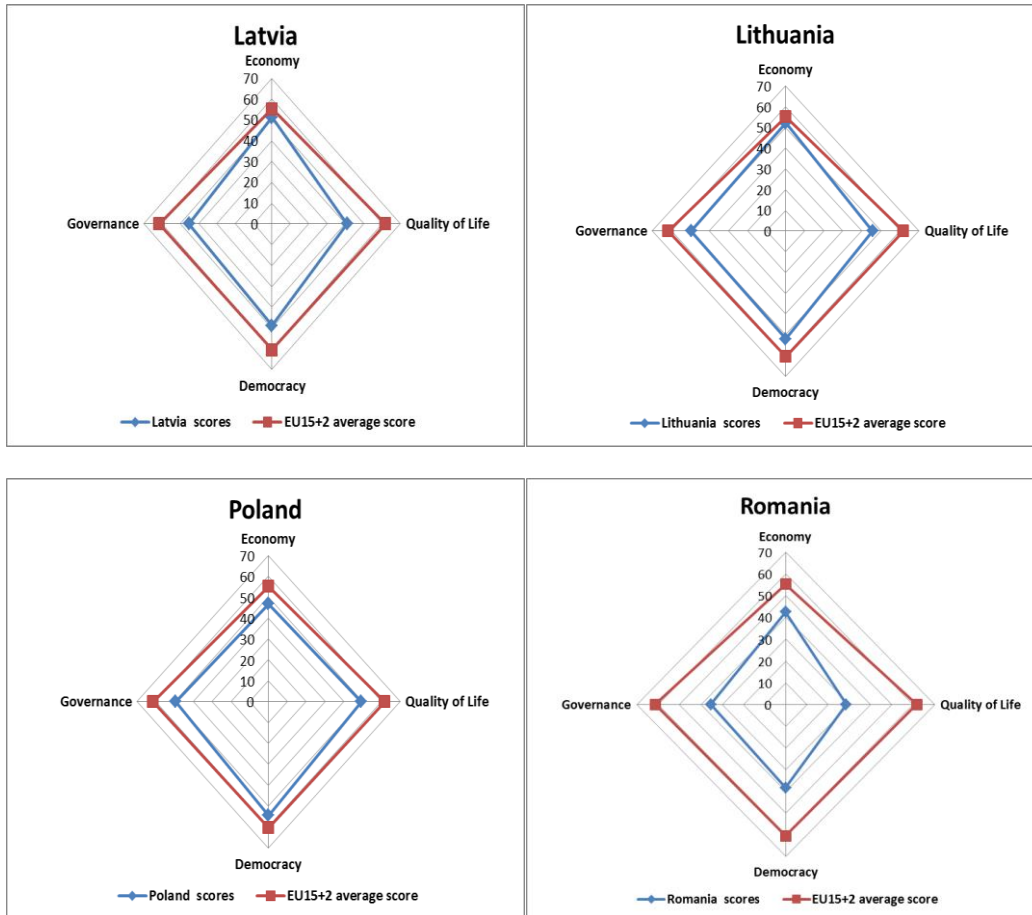 Latvia
Economy
70
60
50
40
30
20
10
0
Governance
Quality of Life
Democracy
Latvia scores
EU15+2 average score
Lithuania
Economy
70
60
50
40
30
20
10
0
Governance
Quality of Life
Democracy
Lithuania scores
EU15+2 average score
Poland
Economy
70
60
50
40
30
20
10
0
Governance
Quality of Life
Democracy
Poland scores
EU15+2 average score
Romania
Economy
70
60
50
40
30
20
10
0
Governance
Quality of Life
Democracy
Romania scores
EU15+2 average score